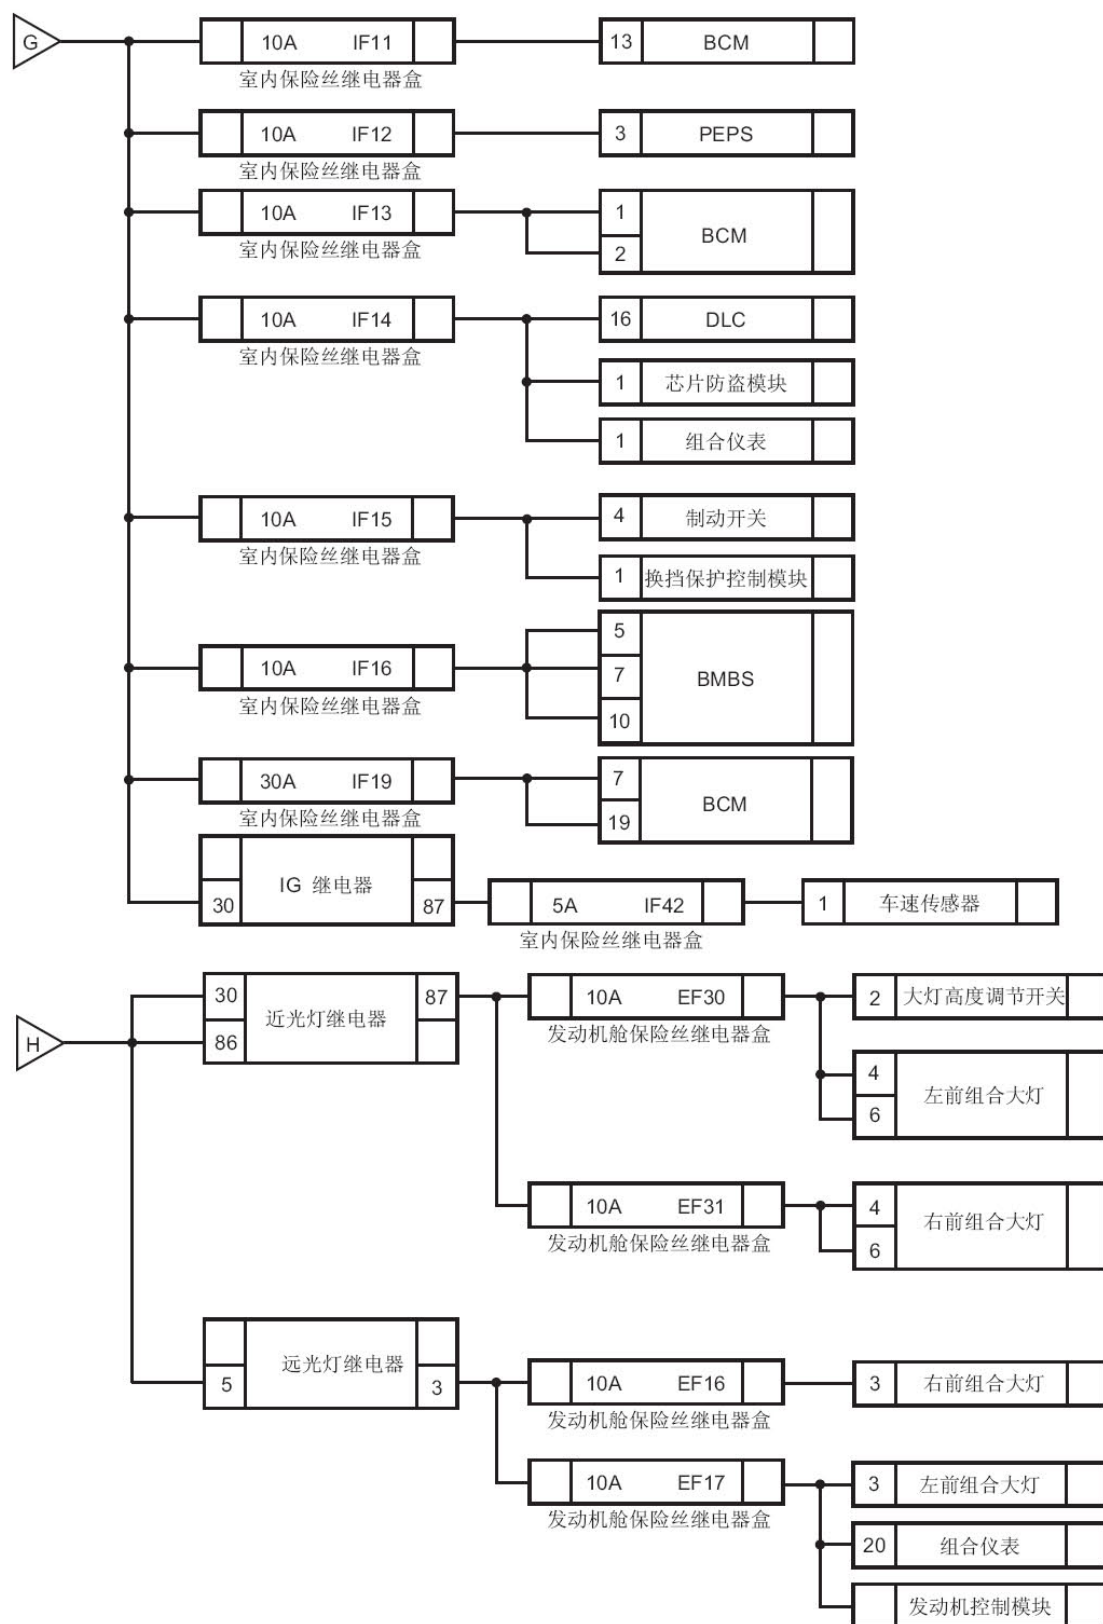 G 10A IF11 13 BCM
室内保险丝继电器盒
10A IF12 3 PEPS
室内保险丝继电器盒
10A IF13 1 BCM
2
室内保险丝继电器盒
10A IF14 16 DLC
室内保险丝继电器盒
1 芯片防盗模块
1 组合仪表
10A IF15 4 制动开关
室内保险丝继电器盒
1 换挡保护控制模块
5
10A IF16 7 BMBS
室内保险丝继电器盒
10
30A IF19 7 BCM
室内保险丝继电器盒
19
IG 继电器
30 87 5A IF42 1 车速传感器
室内保险丝继电器盒
30 近光灯继电器 87 10A EF30 2 大灯高度调节开关
发动机舱保险丝继电器盒
H 86
4 左前组合大灯
6
10A EF31 4 右前组合大灯
发动机舱保险丝继电器盒
6
远光灯继电器
5 3 10A EF16 3 右前组合大灯
发动机舱保险丝继电器盒
10A EF17 3 左前组合大灯
发动机舱保险丝继电器盒
20 组合仪表
发动机控制模块